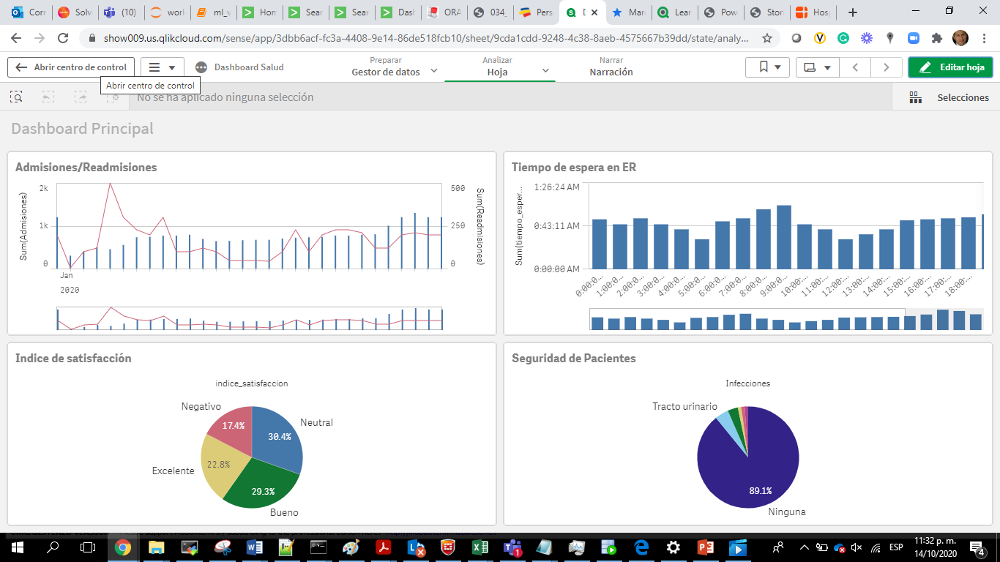 Corr
Solv
(10)
worl
ml_v
Hor
Sear
Sear
Dasl
ORA
034_
Pers
D
Mar
Lear
Pow
Stor
Hosp
show009.us.qlikcloud.com/sense/app/3dbb6acf-fc3a-4408-9e14-86de518fcb10/sheet/9cda1cdd-9248-4c38-8aeb-4575667b39dd/state/analy...
Abrir centro de control
Dashboard Salud
Preparar
Gestor de datos
Analizar
Hoja
Narrar
Narración
Editar hoja
Abrir centro de control
No se ha aplicado ninguna selección
Selecciones
Dashboard Principal
Admisiones/Readmisiones
Sum(Admisiones)
2k
1k
0
500
250
0
Sum(Readmisiones)
Jan
2020
Tiempo de espera en ER
Sum(tiempo_esper...
1:26:24 AM
0:43:11 AM
0:00:00 AM
0:00:0...
1:00:0...
2:00:0...
3:00:0...
4:00:0...
5:00:0...
6:00:0...
7:00:0...
8:00:0...
9:00:0...
10:00:...
11:00:...
12:00:...
13:00:...
14:00:...
15:00:...
16:00:...
17:00:...
18:00:...
Indice de satisfacción
indice_satisfaccion
Negativo
17.4%
Neutral
30.4%
Excelente
22.8%
29.3%
Bueno
Seguridad de Pacientes
Infecciones
Tracto urinario
89.1%
Ninguna
ESP
11:32 p. m.
14/10/2020
1
4